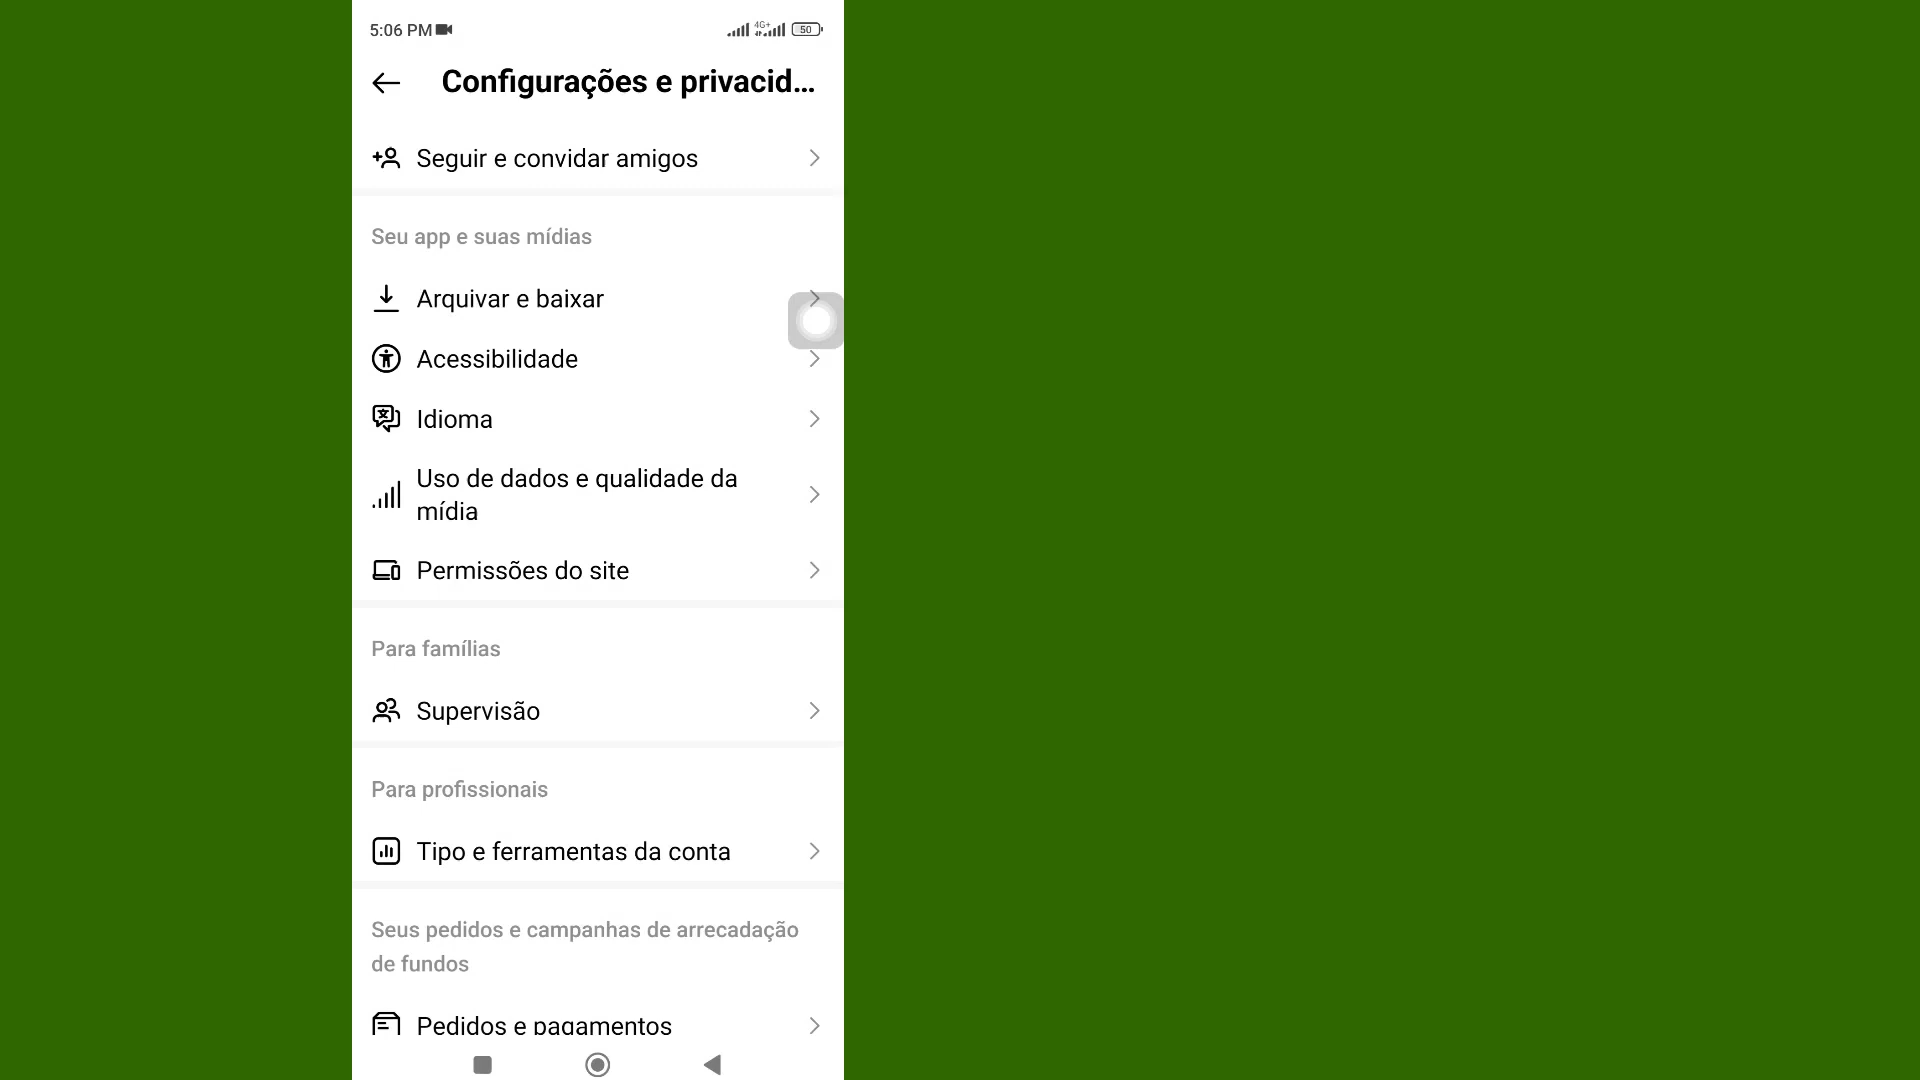 5:06 PM
4G+
50
Configurações e privacid...
Seguir e convidar amigos
Seu app e suas mídias
Arquivar e baixar
Acessibilidade
Idioma
Uso de dados e qualidade da
mídia
Permissões do site
Para famílias
Supervisão
Para profissionais
Tipo e ferramentas da conta
Seus pedidos e campanhas de arrecadação
de fundos
Pedidos e pagamentos